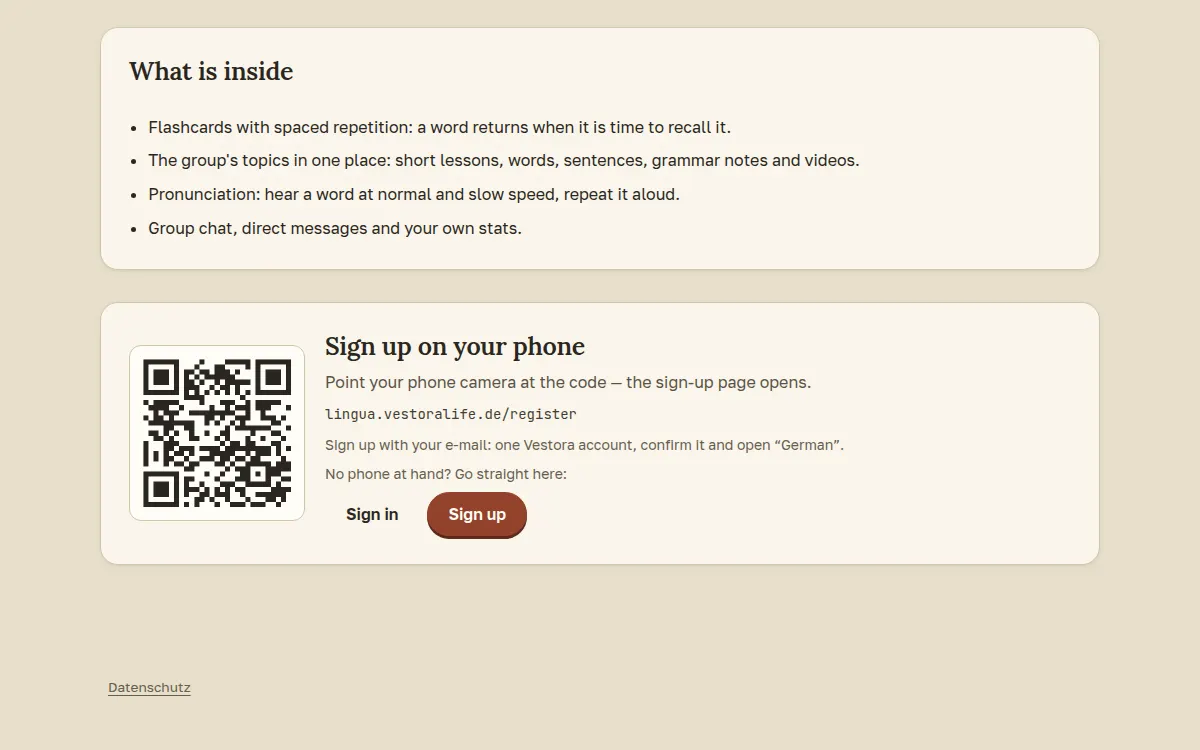 What is inside
• Flashcards with spaced repetition: a word returns when it is time to recall it.
• The group's topics in one place: short lessons, words, sentences, grammar notes and videos.
• Pronunciation: hear a word at normal and slow speed, repeat it aloud.
• Group chat, direct messages and your own stats.
Sign up on your phone
Point your phone camera at the code — the sign-up page opens.
lingua.vestoralife.de/register
Sign up with your e-mail: one Vestora account, confirm it and open “German”.
No phone at hand? Go straight here:
Sign in
Sign up
Datenschutz